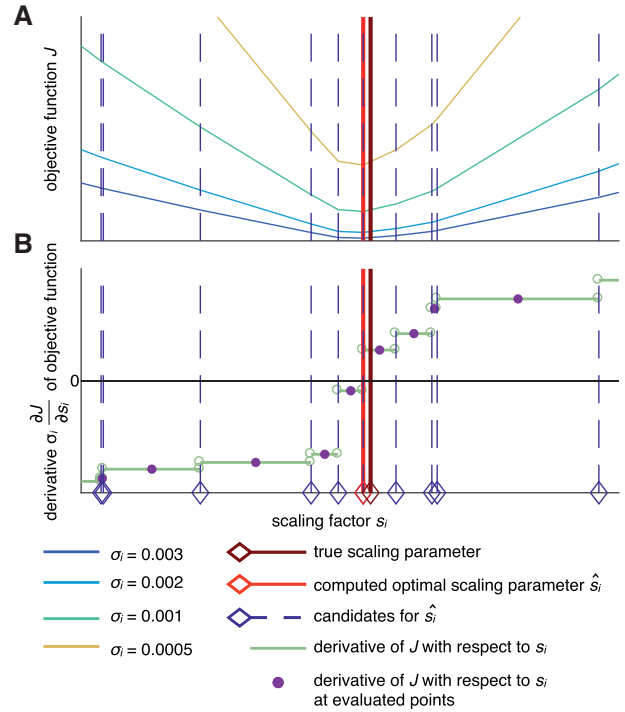 A
objective function J
B
derivative σi ∂J/∂si of objective function
0
scaling factor si
σi = 0.003
σi = 0.002
σi = 0.001
σi = 0.0005
true scaling parameter
computed optimal scaling parameter ŝi
candidates for ŝi
derivative of J with respect to si
derivative of J with respect to si
at evaluated points